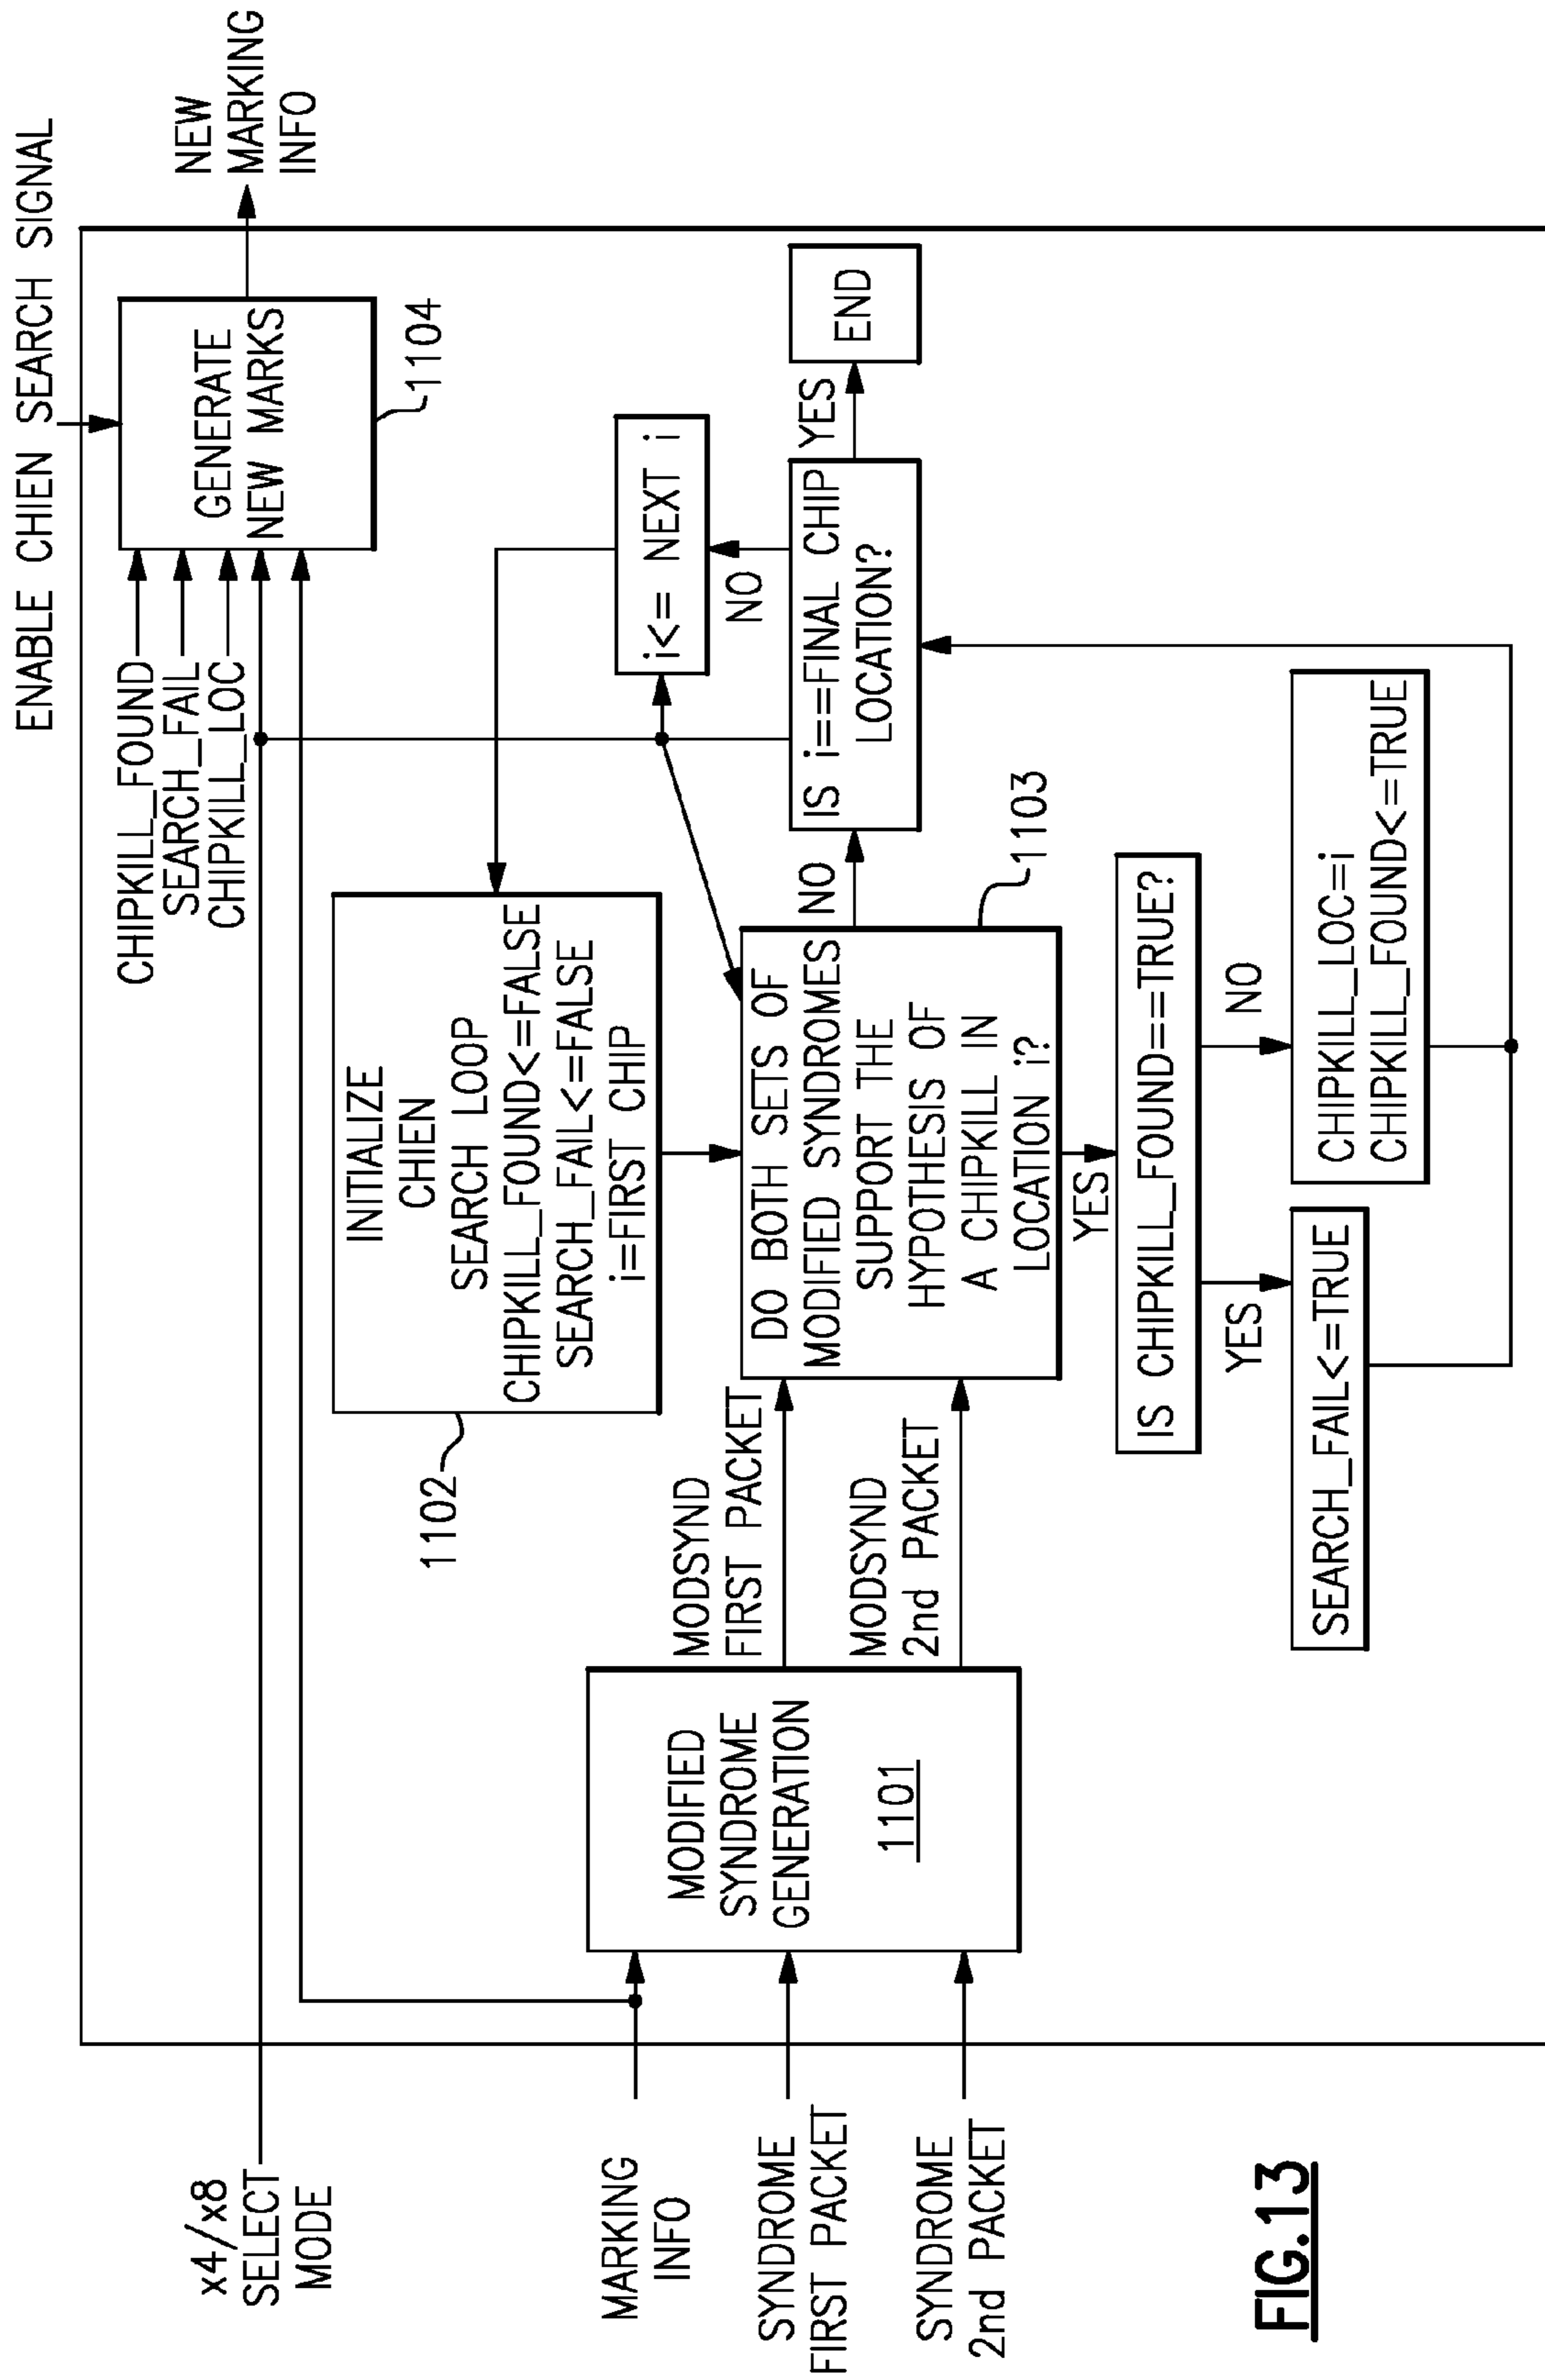 ENABLE CHIEN SEARCH SIGNAL
CHIPKILL_FOUND
SEARCH_FAIL
CHIPKILL_LOC
GENERATE
NEW MARKS
1104
NEW
MARKING
INFO
x4/x8
SELECT
MODE
INITIALIZE
CHIEN
SEARCH LOOP
CHIPKILL_FOUND<=FALSE
SEARCH_FAIL<=FALSE
i=FIRST CHIP
1102
i<= NEXT i
MARKING
INFO
SYNDROME
FIRST PACKET
SYNDROME
2nd PACKET
MODIFIED
SYNDROME
GENERATION
1101
MODSYND
FIRST PACKET
MODSYND
2nd PACKET
DO BOTH SETS OF
MODIFIED SYNDROMES
SUPPORT THE
HYPOTHESIS OF
A CHIPKILL IN
LOCATION i?
1103
NO
IS i==FINAL CHIP
LOCATION?
NO
YES
END
YES
IS CHIPKILL_FOUND==TRUE?
YES
NO
SEARCH_FAIL<=TRUE
CHIPKILL_LOC=i
CHIPKILL_FOUND<=TRUE
FIG.13